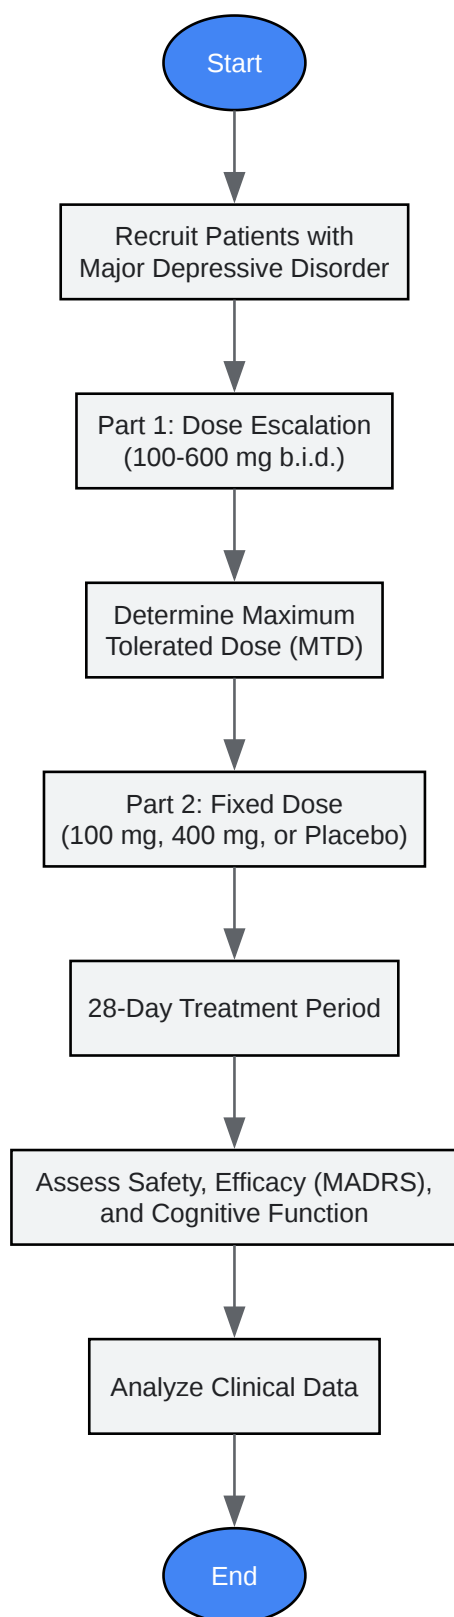 Start
Recruit Patients with
Major Depressive Disorder
Part 1: Dose Escalation
(100-600 mg b.i.d.)
Determine Maximum
Tolerated Dose (MTD)
Part 2: Fixed Dose
(100 mg, 400 mg, or Placebo)
28-Day Treatment Period
Assess Safety, Efficacy (MADRS),
and Cognitive Function
Analyze Clinical Data
End